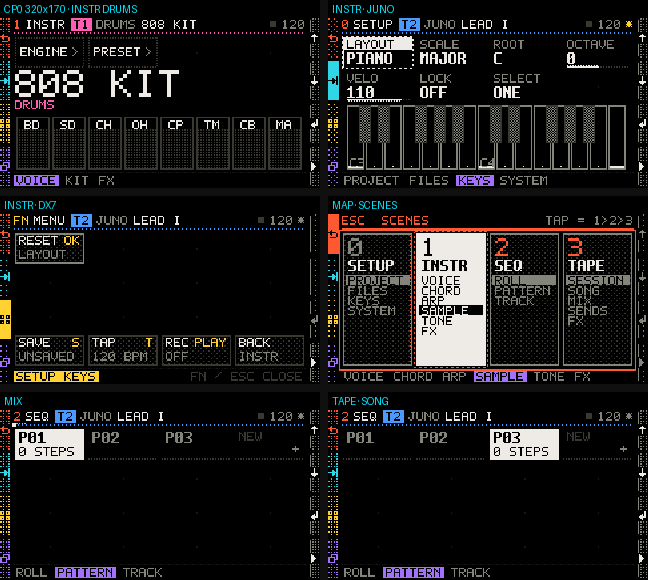 CP0 320x170·INSTR DRUMS
1 INSTR T1 DRUMS 808 KIT 120
ENGINE > PRESET >
808 KIT
DRUMS
BD SD CH OH CP TM CB MA
VOICE KIT FX
INSTR·JUNO
0 SETUP T2 JUNO LEAD I 120
LAYOUT SCALE ROOT OCTAVE
PIANO MAJOR C 0
VELO LOCK SELECT
110 OFF ONE
C3 C4
PROJECT FILES KEYS SYSTEM
INSTR·DX7
FN MENU T2 JUNO LEAD I 120
RESET OK
LAYOUT
SAVE S TAP T REC PLAY BACK
UNSAVED 120 BPM OFF INSTR
SETUP KEYS FN / ESC CLOSE
MAP·SCENES
ESC SCENES TAP = 1>2>3
0 1 2 3
SETUP INSTR SEQ TAPE
PROJECT VOICE ROLL SESSION
FILES CHORD PATTERN SONG
KEYS ARP TRACK MIX
SYSTEM SAMPLE SENDS
TONE FX
FX
VOICE CHORD ARP SAMPLE TONE FX
MIX
2 SEQ T2 JUNO LEAD I 120
P01 P02 P03 NEW
0 STEPS +
ROLL PATTERN TRACK
TAPE·SONG
2 SEQ T2 JUNO LEAD I 120
P01 P02 P03 NEW
0 STEPS +
ROLL PATTERN TRACK